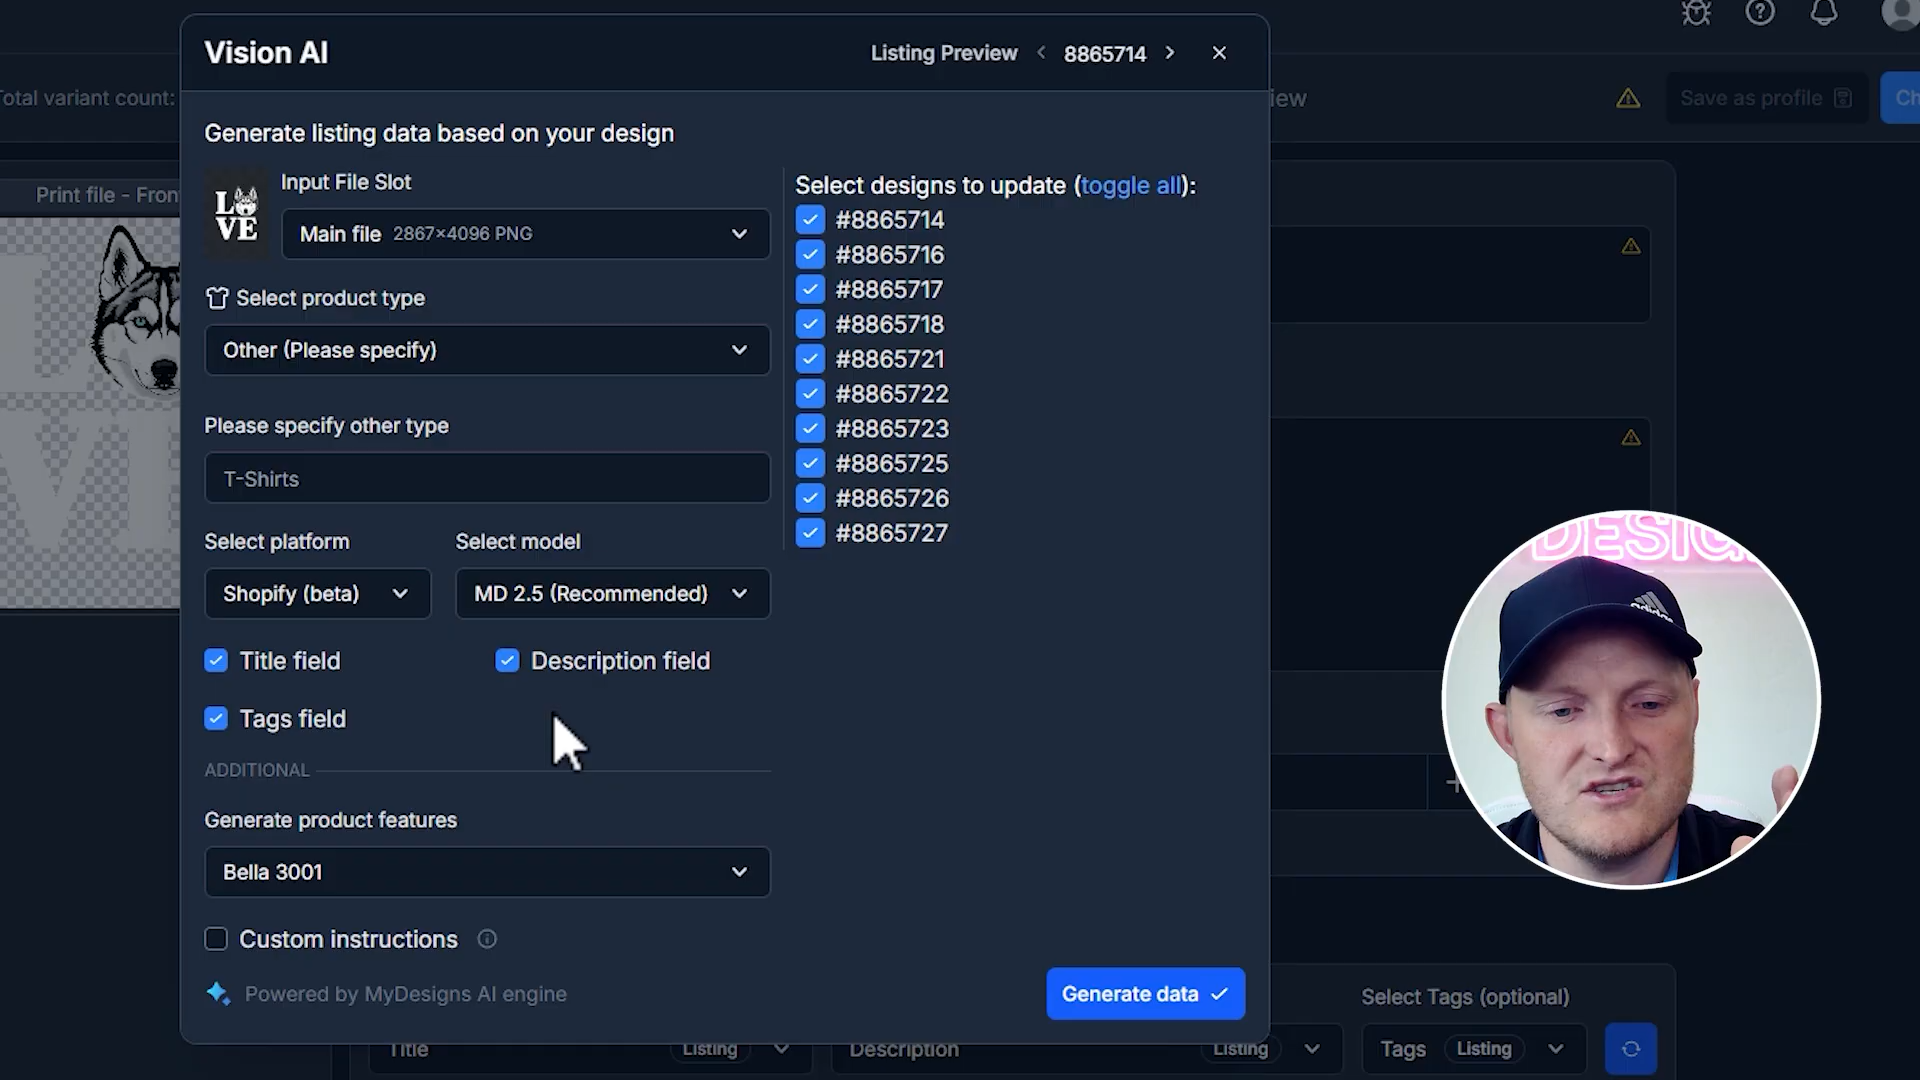 Vision AI
Listing Preview
8865714
Total variant count:
iew
Save as profile
Ch
Generate listing data based on your design
Print file - Fron
LOVE
Input File Slot
Main file 2867×4096 PNG
Select product type
Other (Please specify)
Please specify other type
T-Shirts
Select platform
Select model
Shopify (beta)
MD 2.5 (Recommended)
Title field
Description field
Tags field
ADDITIONAL
Generate product features
Bella 3001
Custom instructions
Powered by MyDesigns AI engine
Select designs to update (toggle all):
#8865714
#8865716
#8865717
#8865718
#8865721
#8865722
#8865723
#8865725
#8865726
#8865727
Generate data
DESIG
adidas
Select Tags (optional)
Title
Listing
Description
Listing
Tags
Listing